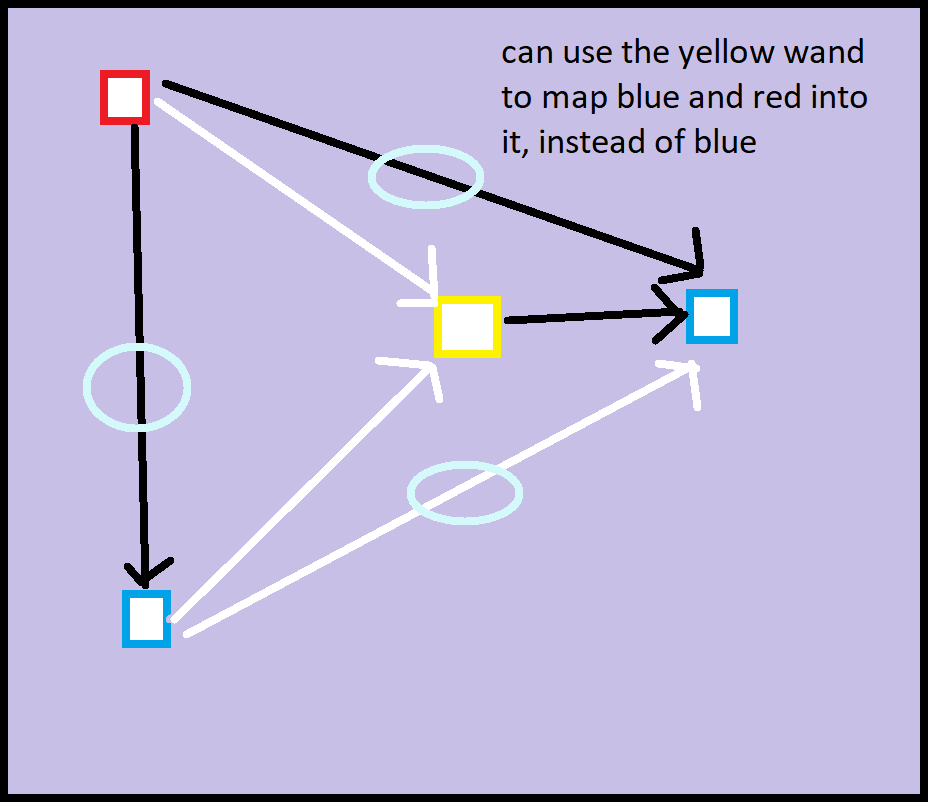 can use the yellow wand
to map blue and red into
it, instead of blue